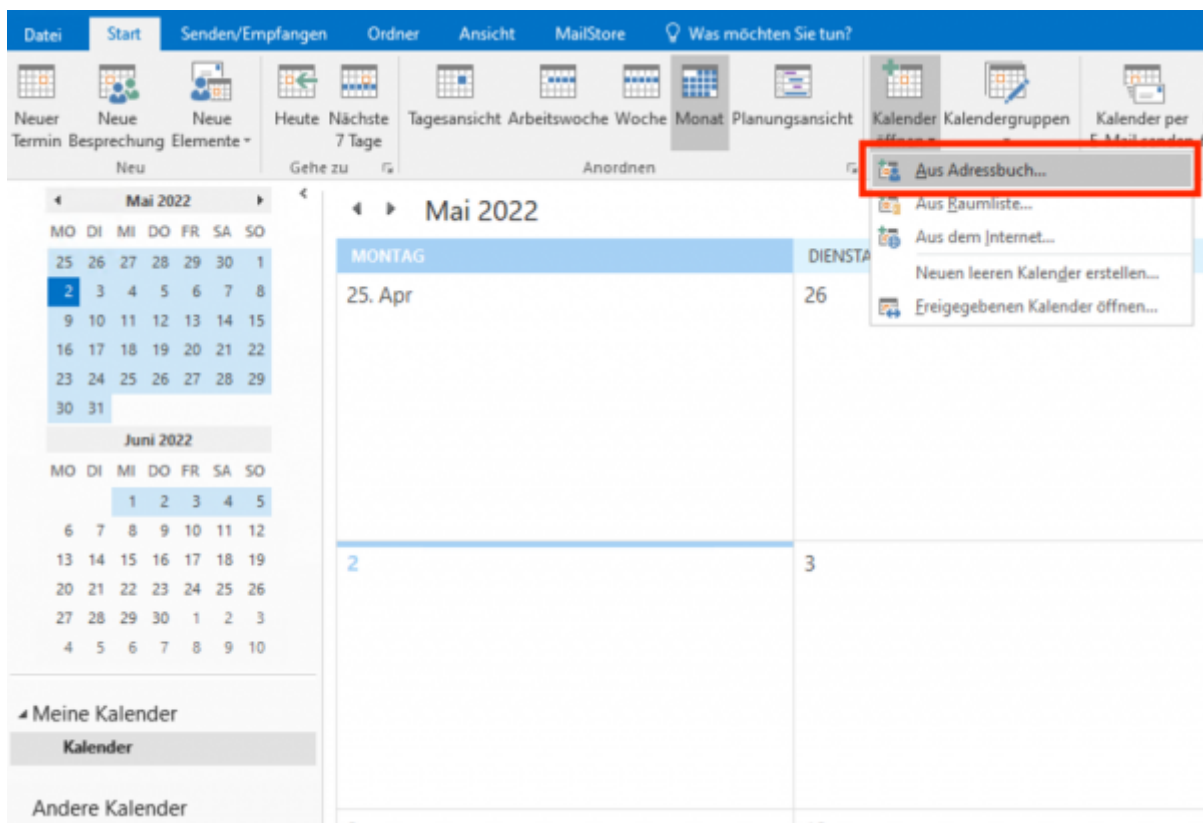 Datei Start Senden/Empfangen Ordner Ansicht MailStore Was möchten Sie tun?
Neuer Termin
Neue Besprechung
Neue Elemente
Heute
Nächste 7 Tage
Tagesansicht
Arbeitswoche
Woche
Monat
Planungsansicht
Kalender öffnen
Kalendergruppen
Kalender per E-Mail senden
Neu
Gehe zu
Anordnen
Aus Adressbuch...
Aus Raumliste...
Aus dem Internet...
Neuen leeren Kalender erstellen...
Freigegebenen Kalender öffnen...
Mai 2022
MO DI MI DO FR SA SO
25 26 27 28 29 30 1
2 3 4 5 6 7 8
9 10 11 12 13 14 15
16 17 18 19 20 21 22
23 24 25 26 27 28 29
30 31
Juni 2022
MO DI MI DO FR SA SO
1 2 3 4 5
6 7 8 9 10 11 12
13 14 15 16 17 18 19
20 21 22 23 24 25 26
27 28 29 30 1 2 3
4 5 6 7 8 9 10
Meine Kalender
Kalender
Andere Kalender
Mai 2022
MONTAG DIENSTA
25. Apr 26
2 3